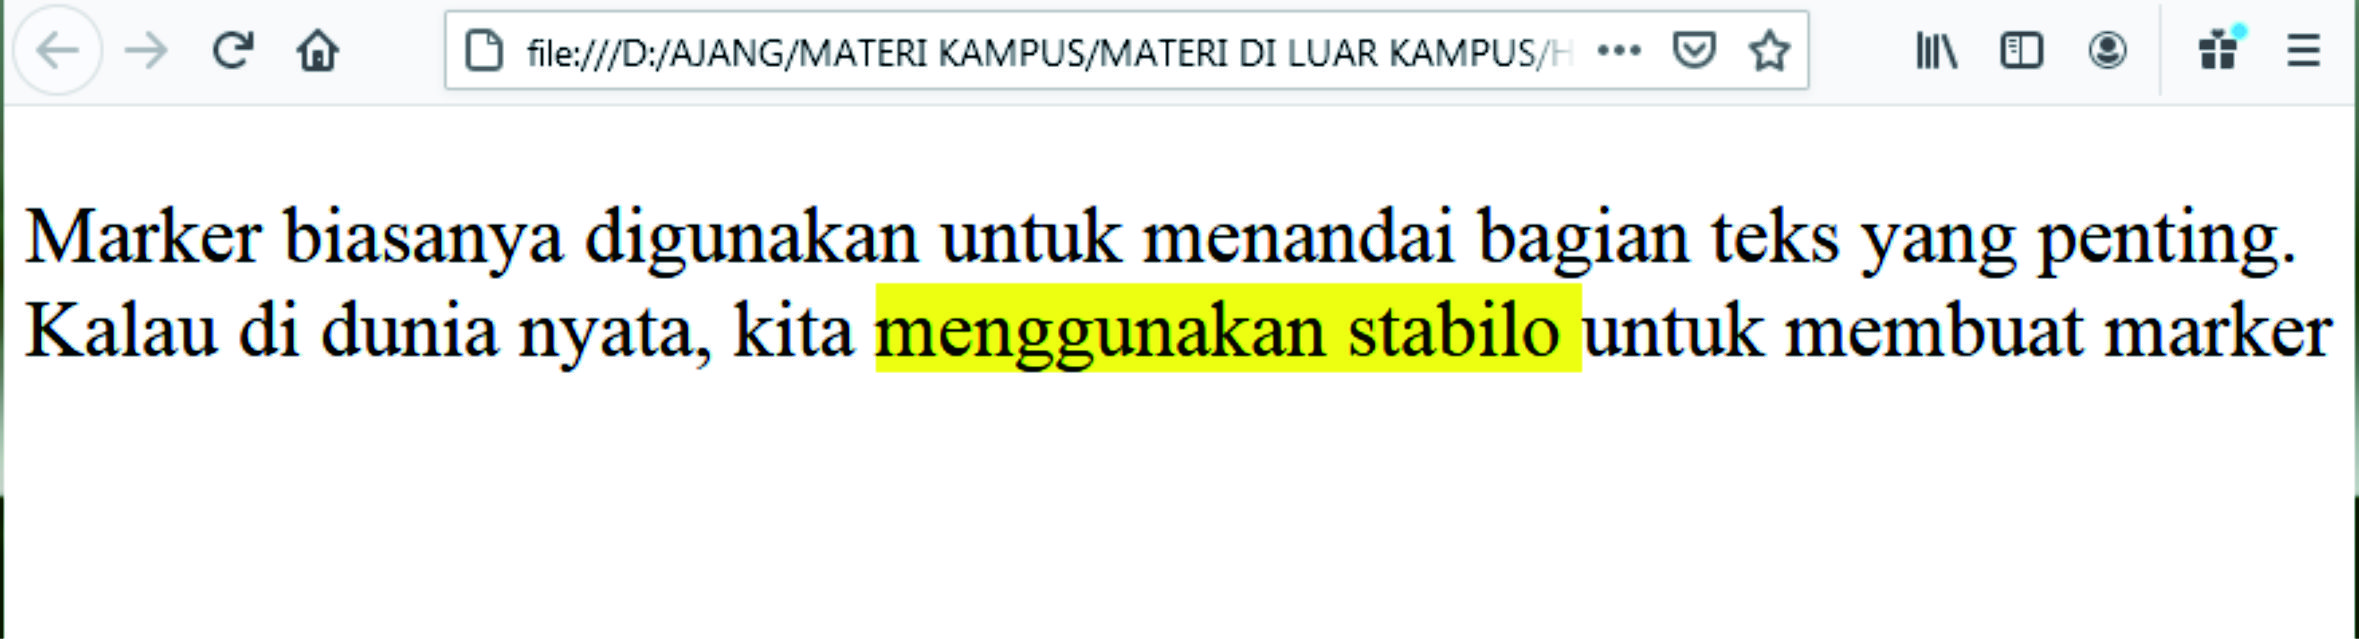 file:///D:/AJANG/MATERI KAMPUS/MATERI DI LUAR KAMPUS/H
Marker biasanya digunakan untuk menandai bagian teks yang penting.
Kalau di dunia nyata, kita menggunakan stabilo untuk membuat marker